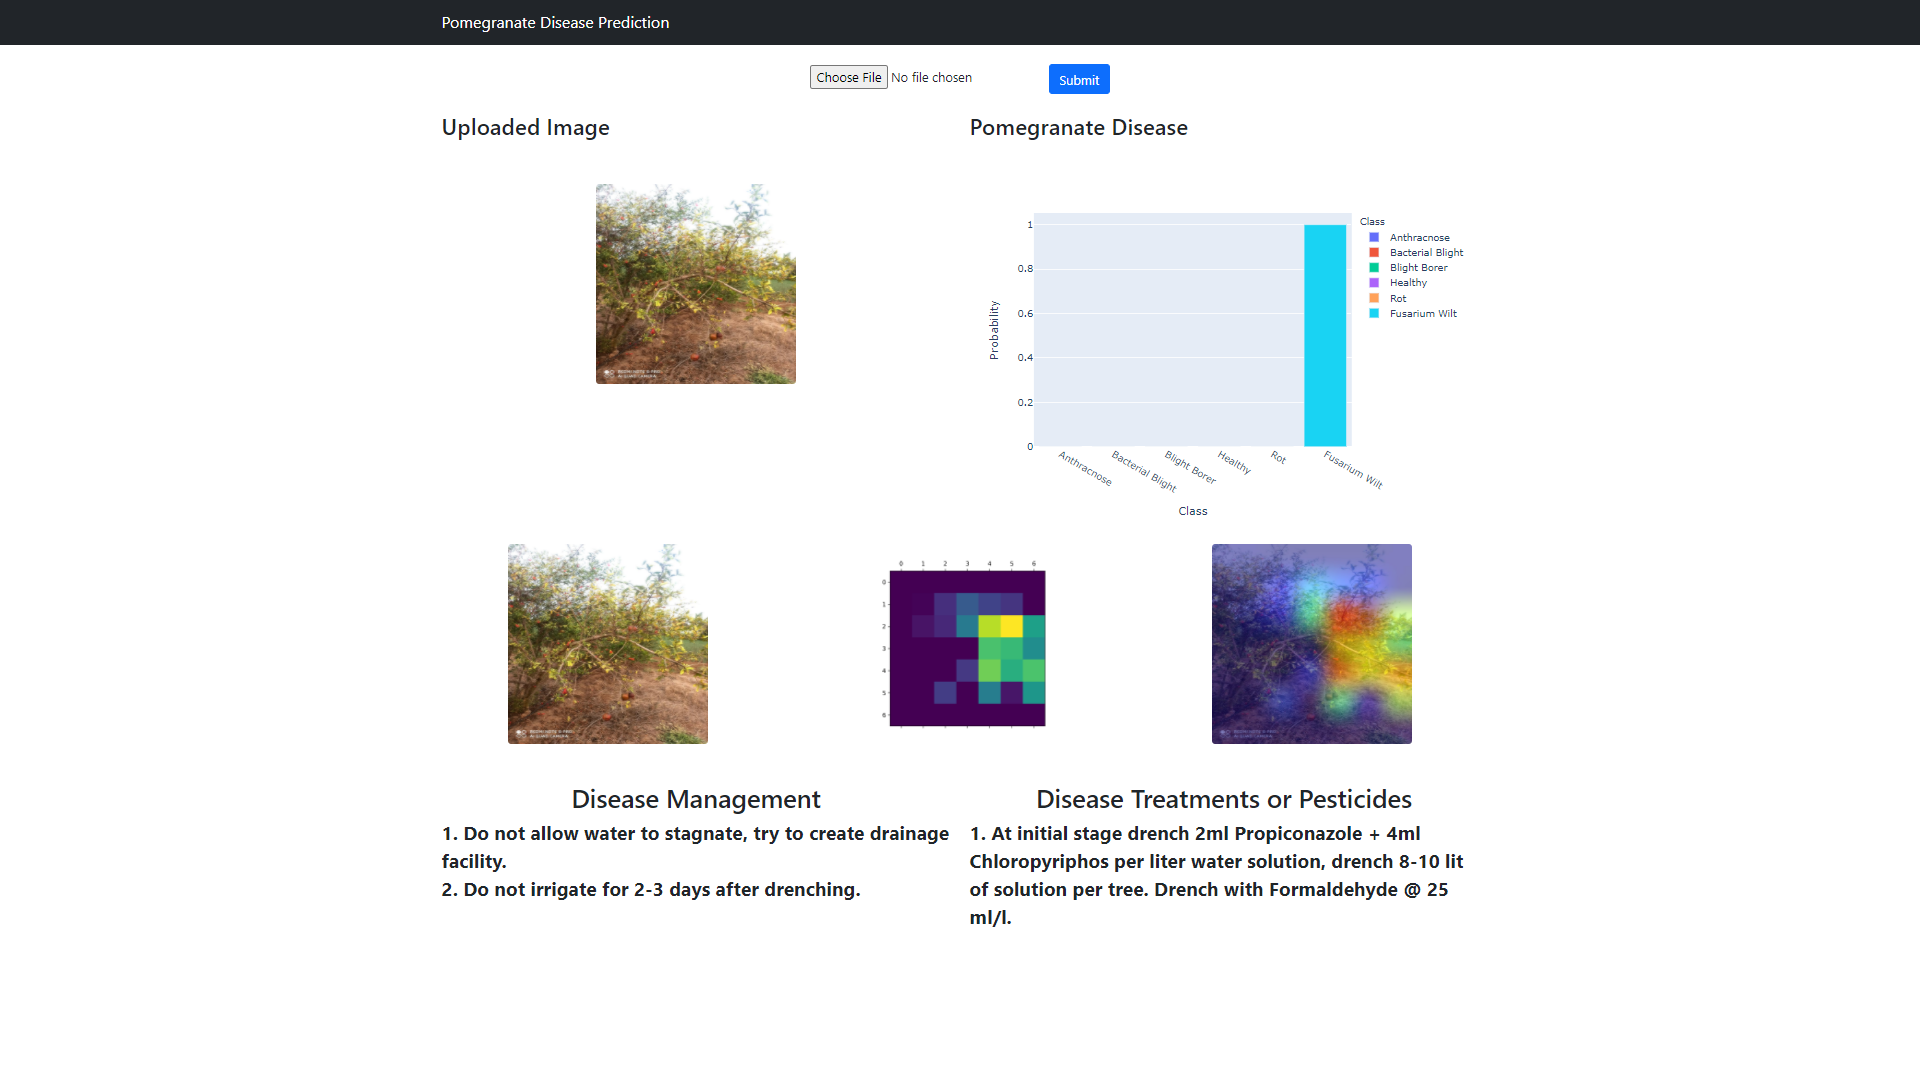 Pomegranate Disease Prediction
Choose File No file chosen
Submit
Uploaded Image
Pomegranate Disease
1
0.8
0.6
0.4
0.2
0
Probability
Anthracnose
Bacterial Blight
Blight Borer
Healthy
Rot
Fusarium Wilt
Class
Class
Anthracnose
Bacterial Blight
Blight Borer
Healthy
Rot
Fusarium Wilt
0 1 2 3 4 5 6
0
1
2
3
4
5
6
Disease Management
1. Do not allow water to stagnate, try to create drainage
facility.
2. Do not irrigate for 2-3 days after drenching.
Disease Treatments or Pesticides
1. At initial stage drench 2ml Propiconazole + 4ml
Chloropyriphos per liter water solution, drench 8-10 lit
of solution per tree. Drench with Formaldehyde @ 25
ml/l.